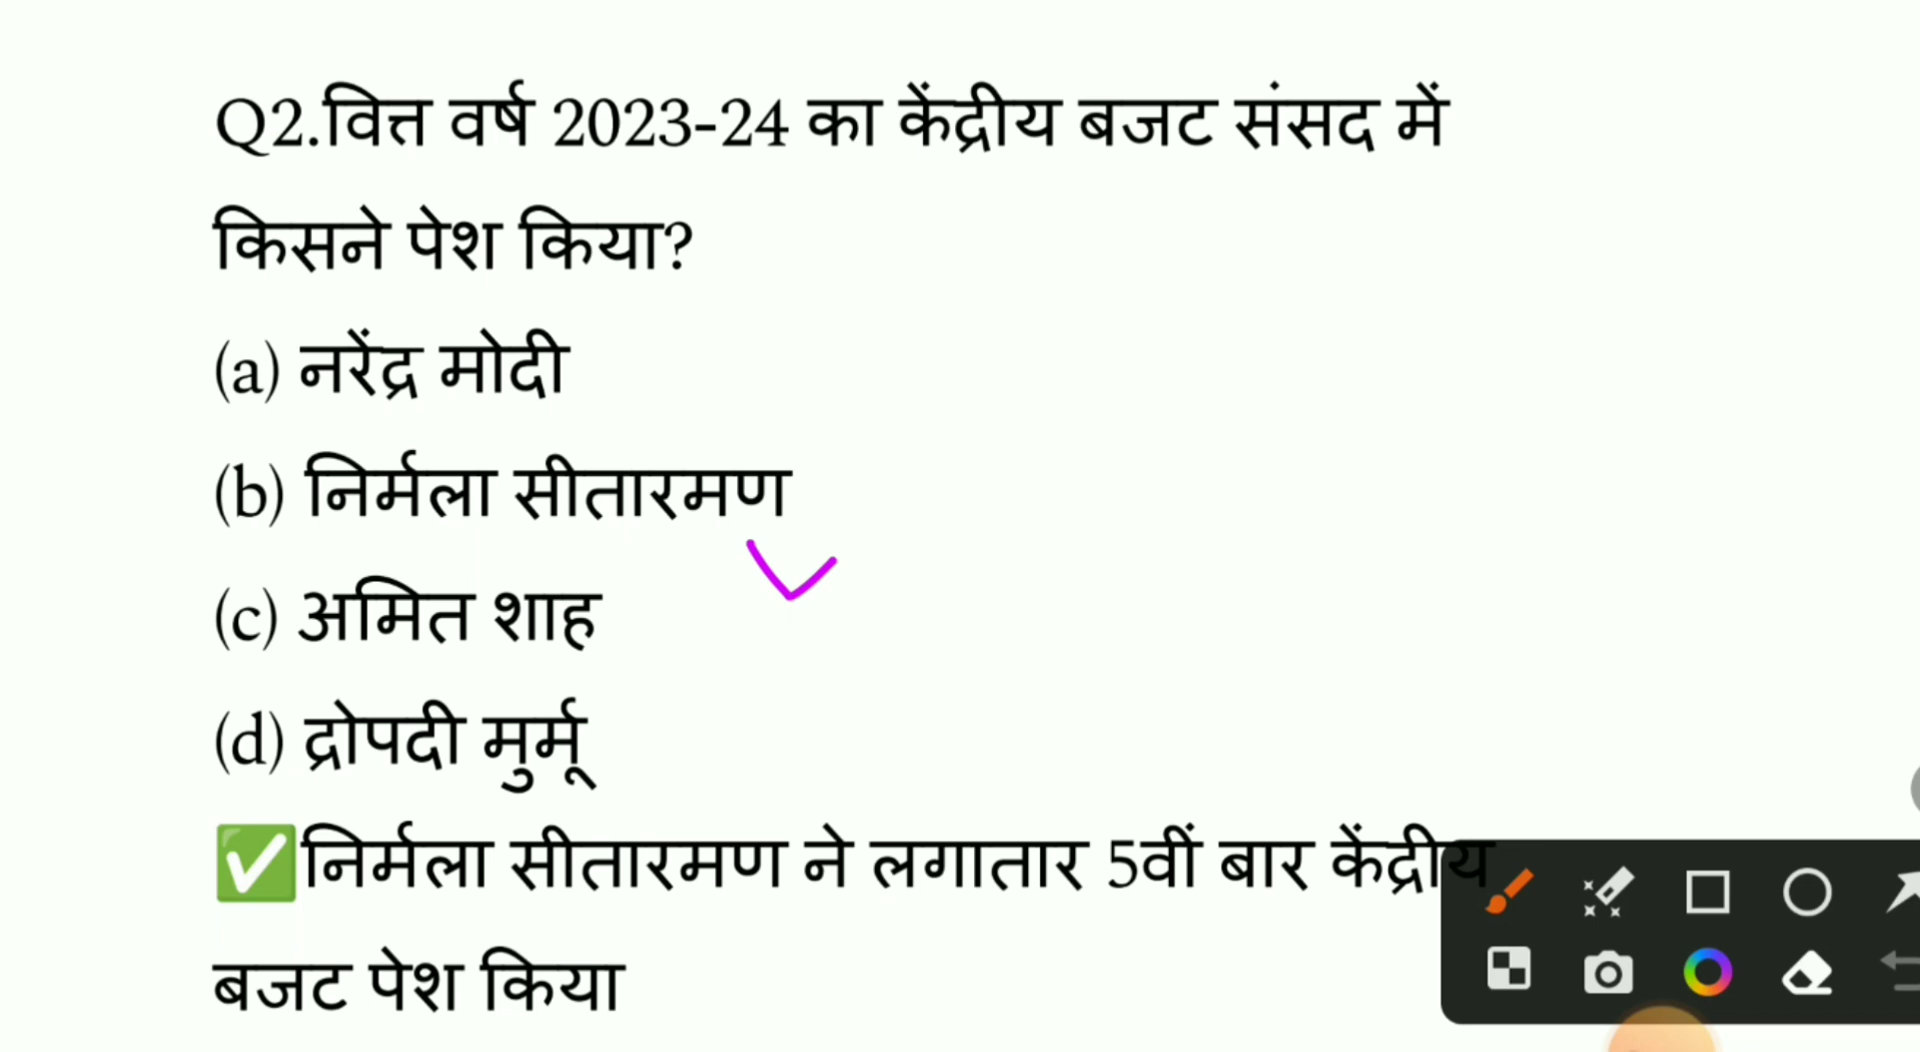 Q2.वित्त वर्ष 2023-24 का केंद्रीय बजट संसद में
किसने पेश किया?
(a) नरेंद्र मोदी
(b) निर्मला सीतारमण
(c) अमित शाह
(d) द्रोपदी मुर्मू
✅निर्मला सीतारमण ने लगातार 5वीं बार केंद्रीय
बजट पेश किया